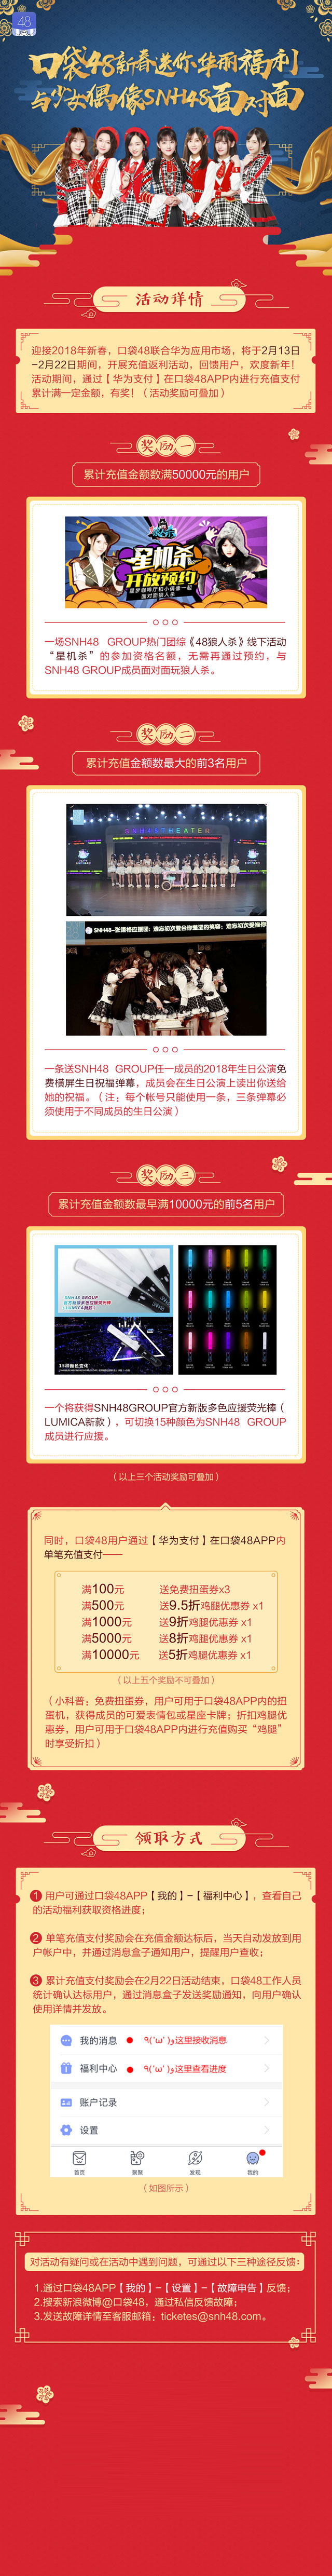 48
口袋48新春送你华丽福利
与少女偶像SNH48面对面
活动详情
迎接2018年新春，口袋48联合华为应用市场，将于2月13日
-2月22日期间，开展充值返利活动，回馈用户，欢度新年！
活动期间，通过【华为支付】在口袋48APP内进行充值支付
累计满一定金额，有奖！（活动奖励可叠加）
奖励一
累计充值金额数满50000元的用户
星机杀
开放预约
一场SNH48 GROUP热门团综《48狼人杀》线下活动
“星机杀”的参加资格名额，无需再通过预约，与
SNH48 GROUP成员面对面玩狼人杀。
奖励二
累计充值金额数最大的前3名用户
SNH48 THEATER
一条送SNH48 GROUP任一成员的2018年生日公演免
费横屏生日祝福弹幕，成员会在生日公演上读出你送给
她的祝福。（注：每个帐号只能使用一条，三条弹幕必
须使用于不同成员的生日公演）
奖励三
累计充值金额数最早满10000元的前5名用户
SNH48 GROUP
官方新版多色应援荧光棒
（LUMICA新款）
15种颜色变化
一个将获得SNH48GROUP官方新版多色应援荧光棒（
LUMICA新款），可切换15种颜色为SNH48 GROUP
成员进行应援。
（以上三个活动奖励可叠加）
同时，口袋48用户通过【华为支付】在口袋48APP内
单笔充值支付——
满100元 送免费扭蛋券x3
满500元 送9.5折鸡腿优惠券 x1
满1000元 送9折鸡腿优惠券 x1
满5000元 送8折鸡腿优惠券 x1
满10000元 送5折鸡腿优惠券 x1
（以上五个奖励不可叠加）
（小科普：免费扭蛋券，用户可用于口袋48APP内的扭
蛋机，获得成员的可爱表情包或星座卡牌；折扣鸡腿优
惠券，用户可用于口袋48APP内进行充值购买“鸡腿”
时享受折扣）
领取方式
1 用户可通过口袋48APP【我的】-【福利中心】，查看自己
的活动福利获取资格进度；
2 单笔充值支付奖励会在充值金额达标后，当天自动发放到用
户帐户中，并通过消息盒子通知用户，提醒用户查收；
3 累计充值支付奖励会在2月22日活动结束，口袋48工作人员
统计确认达标用户，通过消息盒子发送奖励通知，向用户确认
使用详情并发放。
我的消息 ٩('ω')و这里接收消息
福利中心 ٩('ω')و这里查看进度
账户记录
设置
首页 聚聚 发现 我的
（如图所示）
对活动有疑问或在活动中遇到问题，可通过以下三种途径反馈：
1.通过口袋48APP【我的】-【设置】-【故障申告】反馈；
2.搜索新浪微博@口袋48，通过私信反馈故障；
3.发送故障详情至客服邮箱：ticketes@snh48.com。